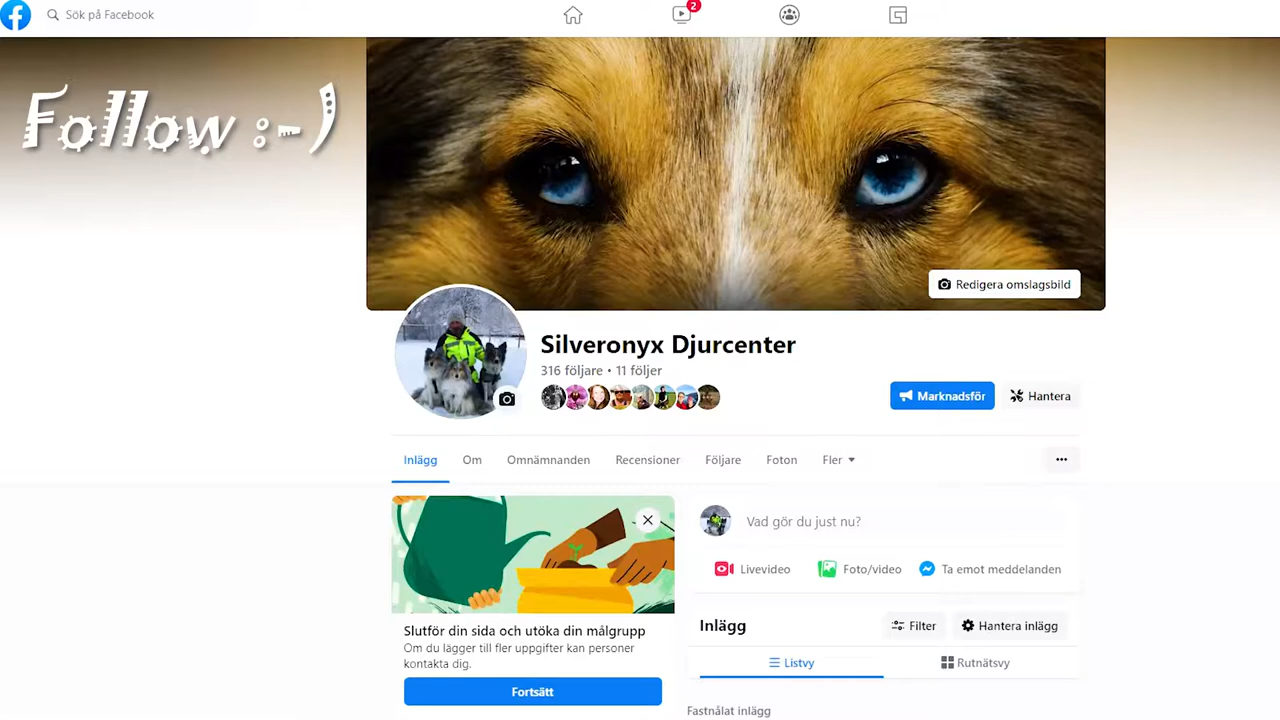 Sök på Facebook
2
Follow :-)
Redigera omslagsbild
Silveronyx Djurcenter
316 följare • 11 följer
Marknadsför
Hantera
Inlägg
Om
Omnämnanden
Recensioner
Följare
Foton
Fler
Vad gör du just nu?
Livevideo
Foto/video
Ta emot meddelanden
Slutför din sida och utöka din målgrupp
Om du lägger till fler uppgifter kan personer
kontakta dig.
Fortsätt
Inlägg
Filter
Hantera inlägg
Listvy
Rutnätsvy
Fastnålat inlägg